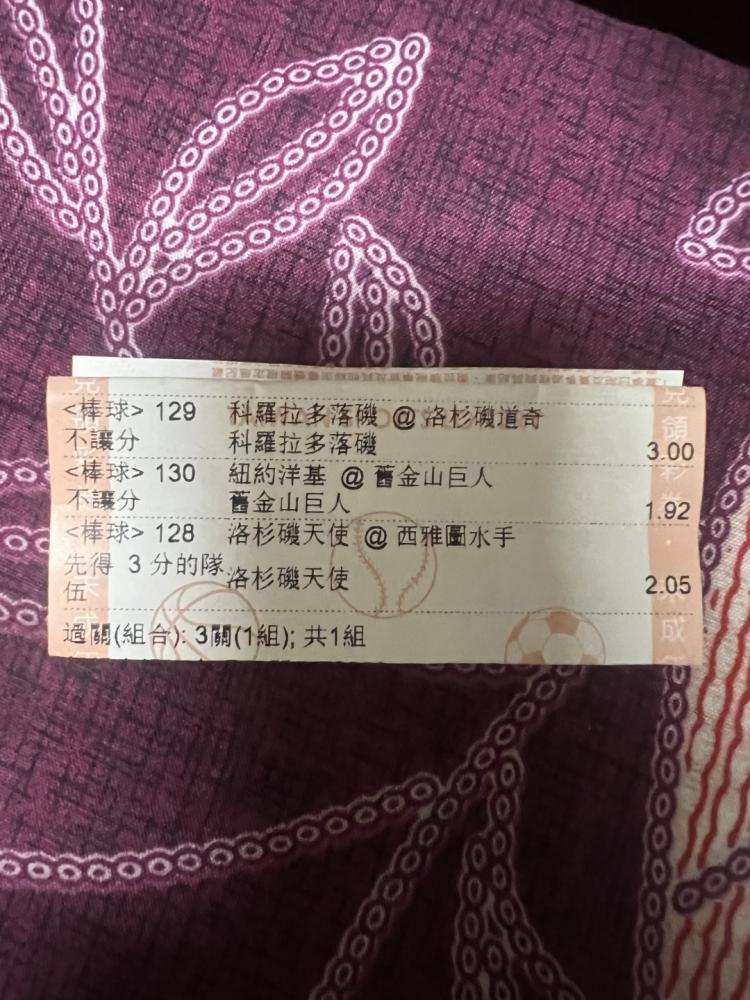 <棒球> 129 科羅拉多落磯 @ 洛杉磯道奇
不讓分 科羅拉多落磯 3.00
<棒球> 130 紐約洋基 @ 舊金山巨人
不讓分 舊金山巨人 1.92
<棒球> 128 洛杉磯天使 @ 西雅圖水手
先得 3 分的隊伍 洛杉磯天使 2.05
過關(組合): 3關(1組); 共1組